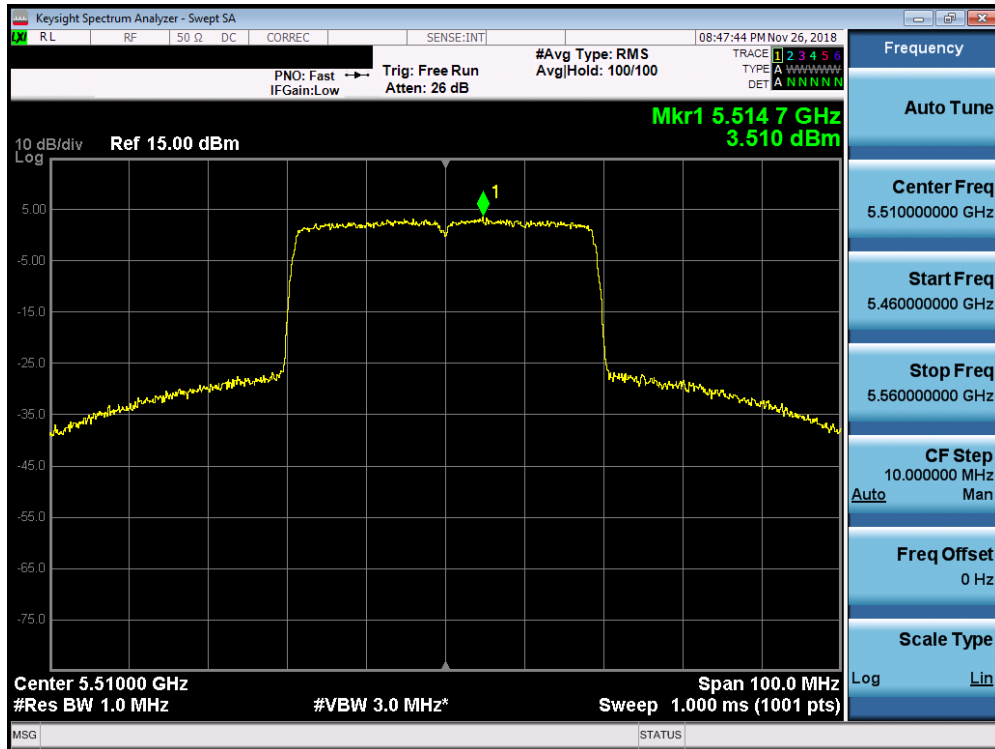 Keysight Spectrum Analyzer - Swept SA
LXI RL RF 50 Ω DC CORREC SENSE:INT 08:47:44 PM Nov 26, 2018
PNO: Fast
IFGain:Low
Trig: Free Run
Atten: 26 dB
#Avg Type: RMS
Avg|Hold: 100/100
TRACE 1 2 3 4 5 6
TYPE A WWWWW
DET A N N N N N
Mkr1 5.514 7 GHz
3.510 dBm
10 dB/div Ref 15.00 dBm
Log
1
5.00
-5.00
-15.0
-25.0
-35.0
-45.0
-55.0
-65.0
-75.0
Center 5.51000 GHz Span 100.0 MHz
#Res BW 1.0 MHz #VBW 3.0 MHz* Sweep 1.000 ms (1001 pts)
MSG STATUS
Frequency
Auto Tune
Center Freq
5.510000000 GHz
Start Freq
5.460000000 GHz
Stop Freq
5.560000000 GHz
CF Step
10.000000 MHz
Auto Man
Freq Offset
0 Hz
Scale Type
Log Lin